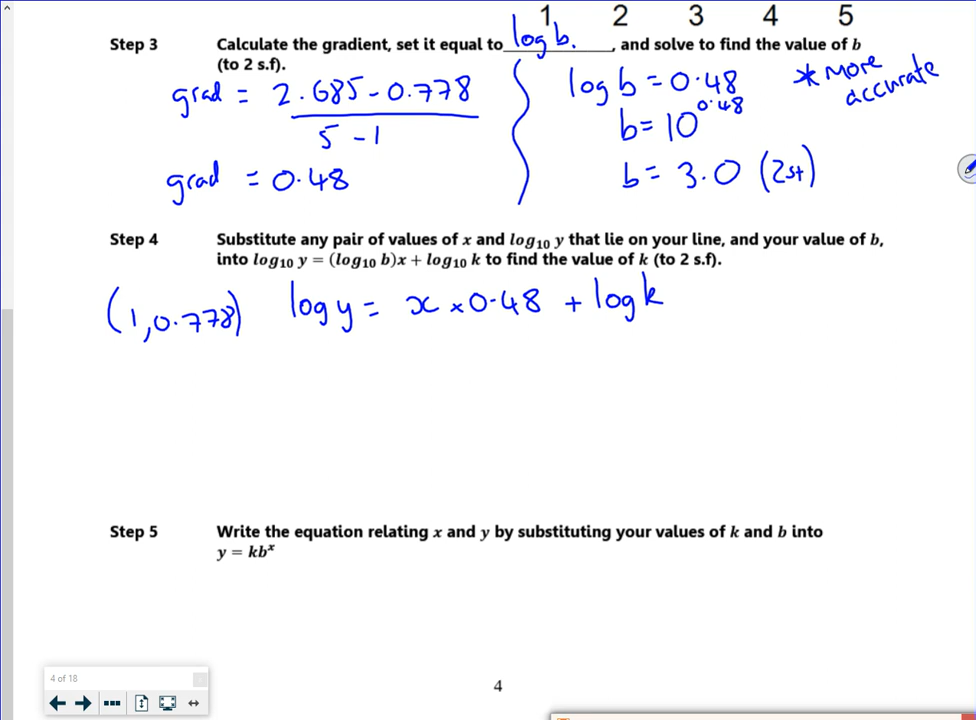 1 2 3 4 5
Step 3 Calculate the gradient, set it equal to log b. , and solve to find the value of b
(to 2 s.f).
grad = 2.685-0.778
5-1
grad = 0.48
log b = 0.48
b= 10^0.48
b= 3.0 (2sf)
* More
accurate
Step 4 Substitute any pair of values of x and log₁₀ y that lie on your line, and your value of b,
into log₁₀ y = (log₁₀ b)x + log₁₀ k to find the value of k (to 2 s.f.).
(1,0.778) log y = x × 0.48 + log k
Step 5 Write the equation relating x and y by substituting your values of k and b into
y = kbˣ
4 of 18
4